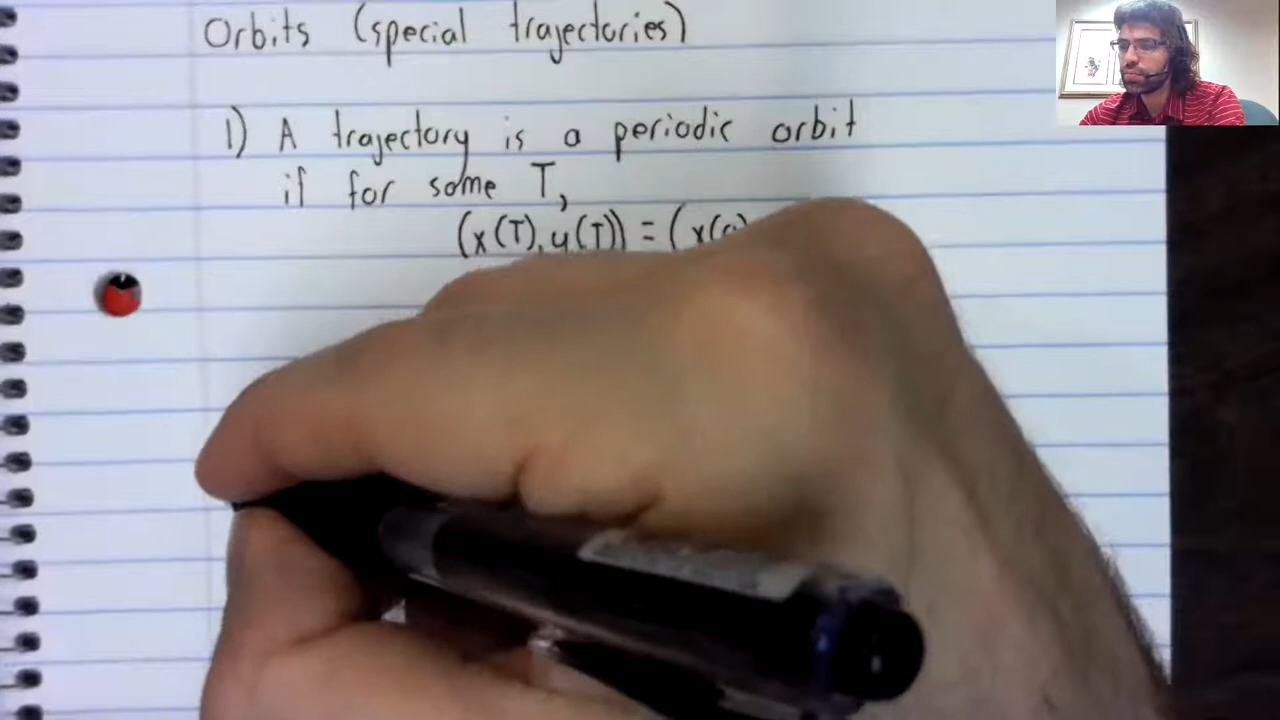 Orbits (special trajectories)
1) A trajectory is a periodic orbit
if for some T,
(x(T), y(T)) = (x(